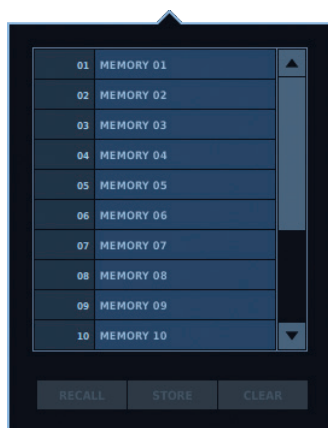 01 MEMORY 01
02 MEMORY 02
03 MEMORY 03
04 MEMORY 04
05 MEMORY 05
06 MEMORY 06
07 MEMORY 07
08 MEMORY 08
09 MEMORY 09
10 MEMORY 10
RECALL STORE CLEAR